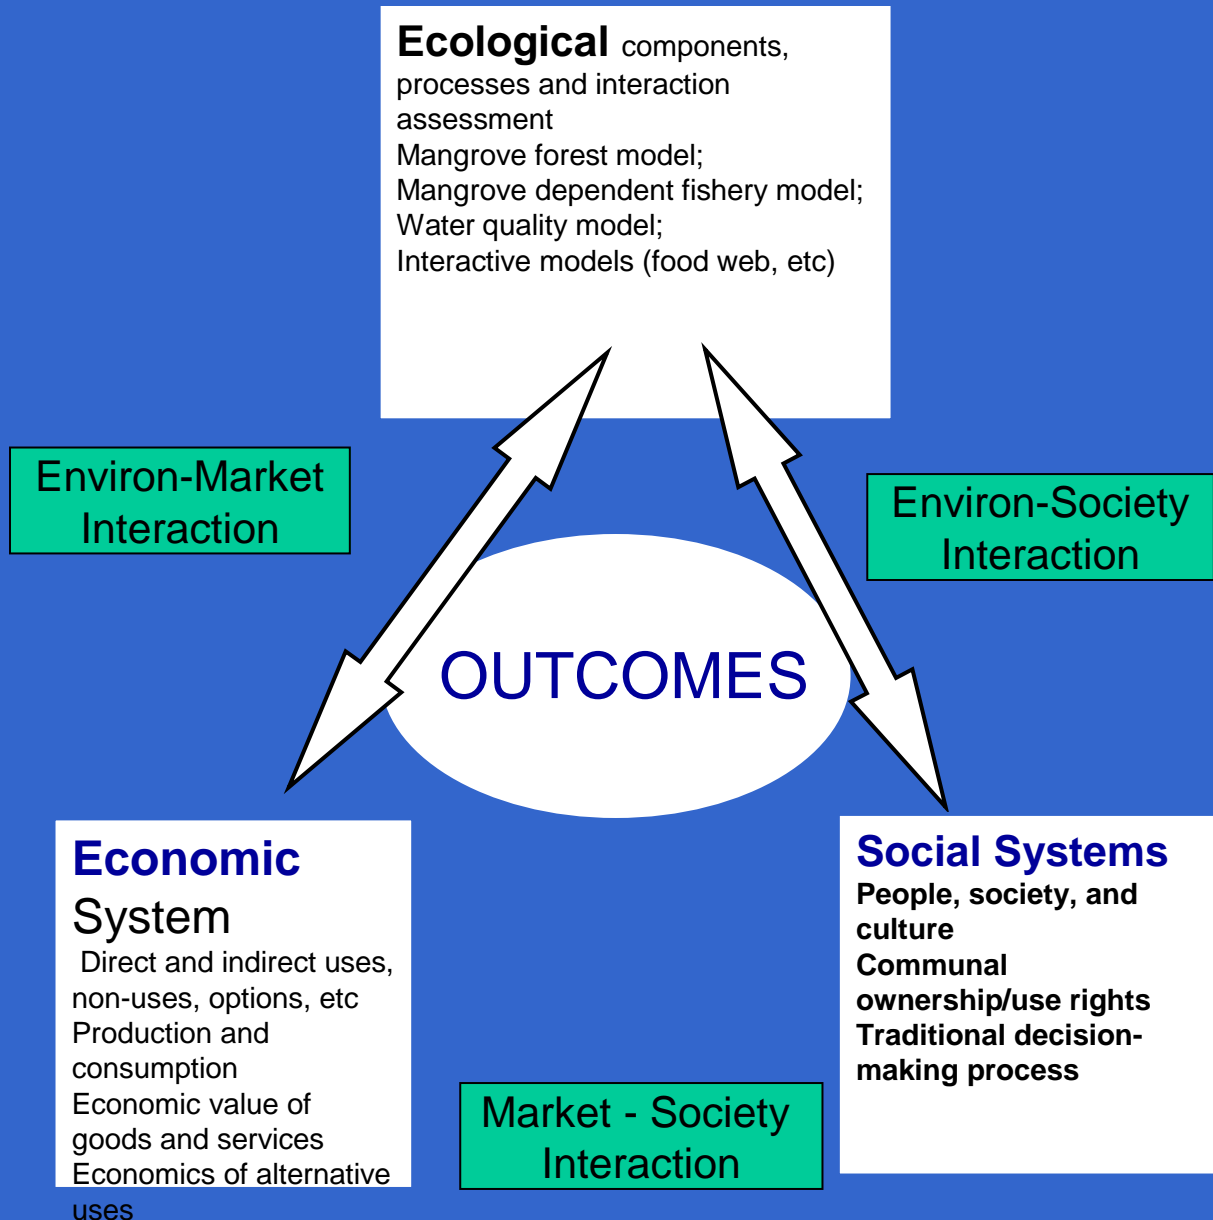 Ecological components,
processes and interaction
assessment
Mangrove forest model;
Mangrove dependent fishery model;
Water quality model;
Interactive models (food web, etc)
Environ-Market
Interaction
Environ-Society
Interaction
OUTCOMES
Economic
System
Direct and indirect uses,
non-uses, options, etc
Production and
consumption
Economic value of
goods and services
Economics of alternative
uses
Market - Society
Interaction
Social Systems
People, society, and
culture
Communal
ownership/use rights
Traditional decision-
making process